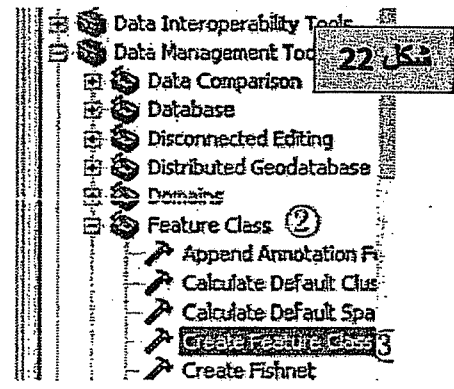 Data Interoperability Tools
Data Management Too
شكل 22
Data Comparison
Database
Disconnected Editing
Distributed Geodatabase
Domains
Feature Class ②
Append Annotation Fe
Calculate Default Clus
Calculate Default Spa
Create Feature Class 3
Create Fishnet